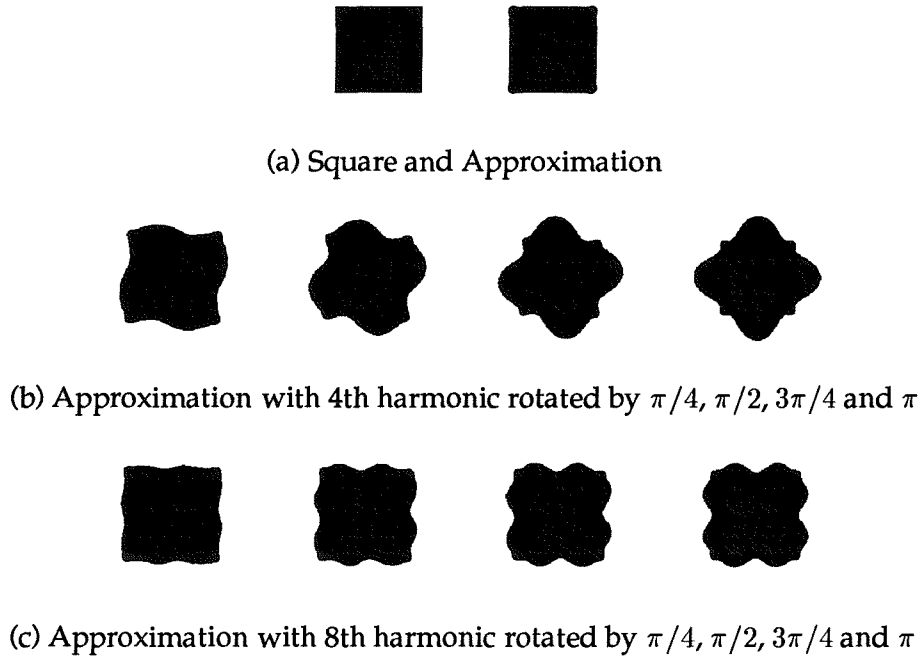 (a) Square and Approximation
(b) Approximation with 4th harmonic rotated by π/4, π/2, 3π/4 and π
(c) Approximation with 8th harmonic rotated by π/4, π/2, 3π/4 and π